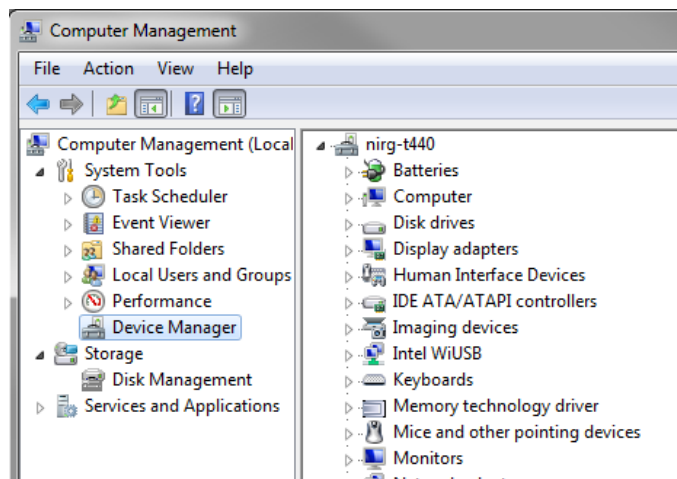 Computer Management
File Action View Help
Computer Management (Local
System Tools
Task Scheduler
Event Viewer
Shared Folders
Local Users and Groups
Performance
Device Manager
Storage
Disk Management
Services and Applications
nirg-t440
Batteries
Computer
Disk drives
Display adapters
Human Interface Devices
IDE ATA/ATAPI controllers
Imaging devices
Intel WiUSB
Keyboards
Memory technology driver
Mice and other pointing devices
Monitors